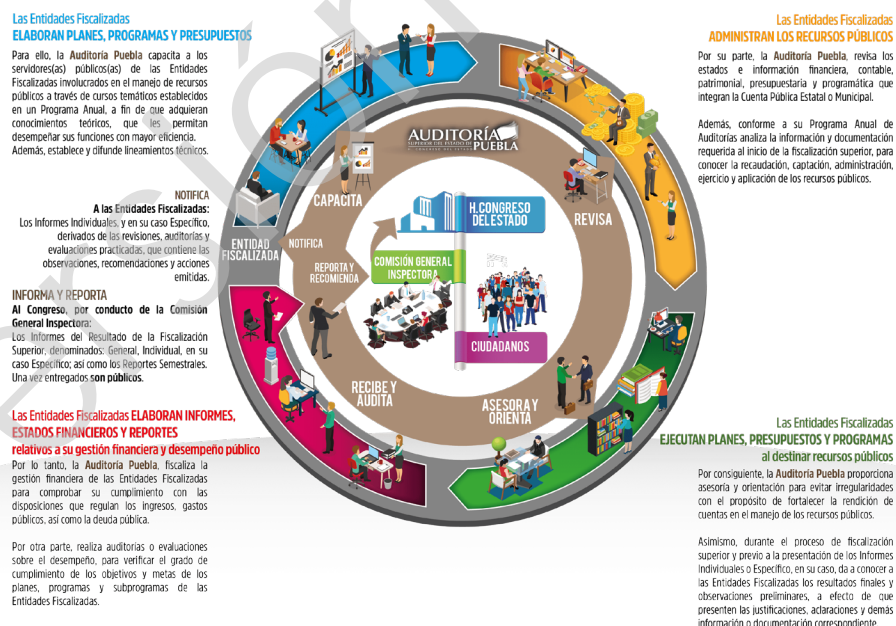 Las Entidades Fiscalizadas
ELABORAN PLANES, PROGRAMAS Y PRESUPUESTOS
Para ello, la Auditoría Puebla capacita a los
servidores(as) públicos(as) de las Entidades
Fiscalizadas involucrados en el manejo de recursos
públicos a través de cursos temáticos establecidos
en un Programa Anual, a fin de que adquieran
conocimientos teóricos, que les permitan
desempeñar sus funciones con mayor eficiencia.
Además, establece y difunde lineamientos técnicos.
NOTIFICA
A las Entidades Fiscalizadas:
Los Informes Individuales, y en su caso Específico,
derivados de las revisiones, auditorías y
evaluaciones practicadas, que contiene las
observaciones, recomendaciones y acciones
emitidas.
INFORMA Y REPORTA
Al Congreso, por conducto de la Comisión
General Inspectora:
Los Informes del Resultado de la Fiscalización
Superior, denominados: General, Individual, en su
caso Específico; así como los Reportes Semestrales.
Una vez entregados son públicos.
Las Entidades Fiscalizadas ELABORAN INFORMES,
ESTADOS FINANCIEROS Y REPORTES
relativos a su gestión financiera y desempeño público
Por lo tanto, la Auditoría Puebla, fiscaliza la
gestión financiera de las Entidades Fiscalizadas
para comprobar su cumplimiento con las
disposiciones que regulan los ingresos, gastos
públicos, así como la deuda pública.
Por otra parte, realiza auditorías o evaluaciones
sobre el desempeño, para verificar el grado de
cumplimiento de los objetivos y metas de los
planes, programas y subprogramas de las
Entidades Fiscalizadas.
AUDITORÍA
SUPERIOR DEL ESTADO DE
H. CONGRESO DEL ESTADO
PUEBLA
CAPACITA
H.CONGRESO
DEL ESTADO
REVISA
ENTIDAD
FISCALIZADA
NOTIFICA
REPORTA Y
RECOMIENDA
COMISIÓN GENERAL
INSPECTORA
CIUDADANOS
RECIBE Y
AUDITA
ASESORA Y
ORIENTA
Las Entidades Fiscalizadas
ADMINISTRAN LOS RECURSOS PÚBLICOS
Por su parte, la Auditoría Puebla, revisa los
estados e información financiera, contable,
patrimonial, presupuestaria y programática que
integran la Cuenta Pública Estatal o Municipal.
Además, conforme a su Programa Anual de
Auditorías analiza la información y documentación
requerida al inicio de la fiscalización superior, para
conocer la recaudación, captación, administración,
ejercicio y aplicación de los recursos públicos.
Las Entidades Fiscalizadas
EJECUTAN PLANES, PRESUPUESTOS Y PROGRAMAS
al destinar recursos públicos
Por consiguiente, la Auditoría Puebla proporciona
asesoría y orientación para evitar irregularidades
con el propósito de fortalecer la rendición de
cuentas en el manejo de los recursos públicos.
Asimismo, durante el proceso de fiscalización
superior y previo a la presentación de los Informes
Individuales o Específico, en su caso, da a conocer a
las Entidades Fiscalizadas los resultados finales y
observaciones preliminares, a efecto de que
presenten las justificaciones, aclaraciones y demás
información o documentación correspondiente.